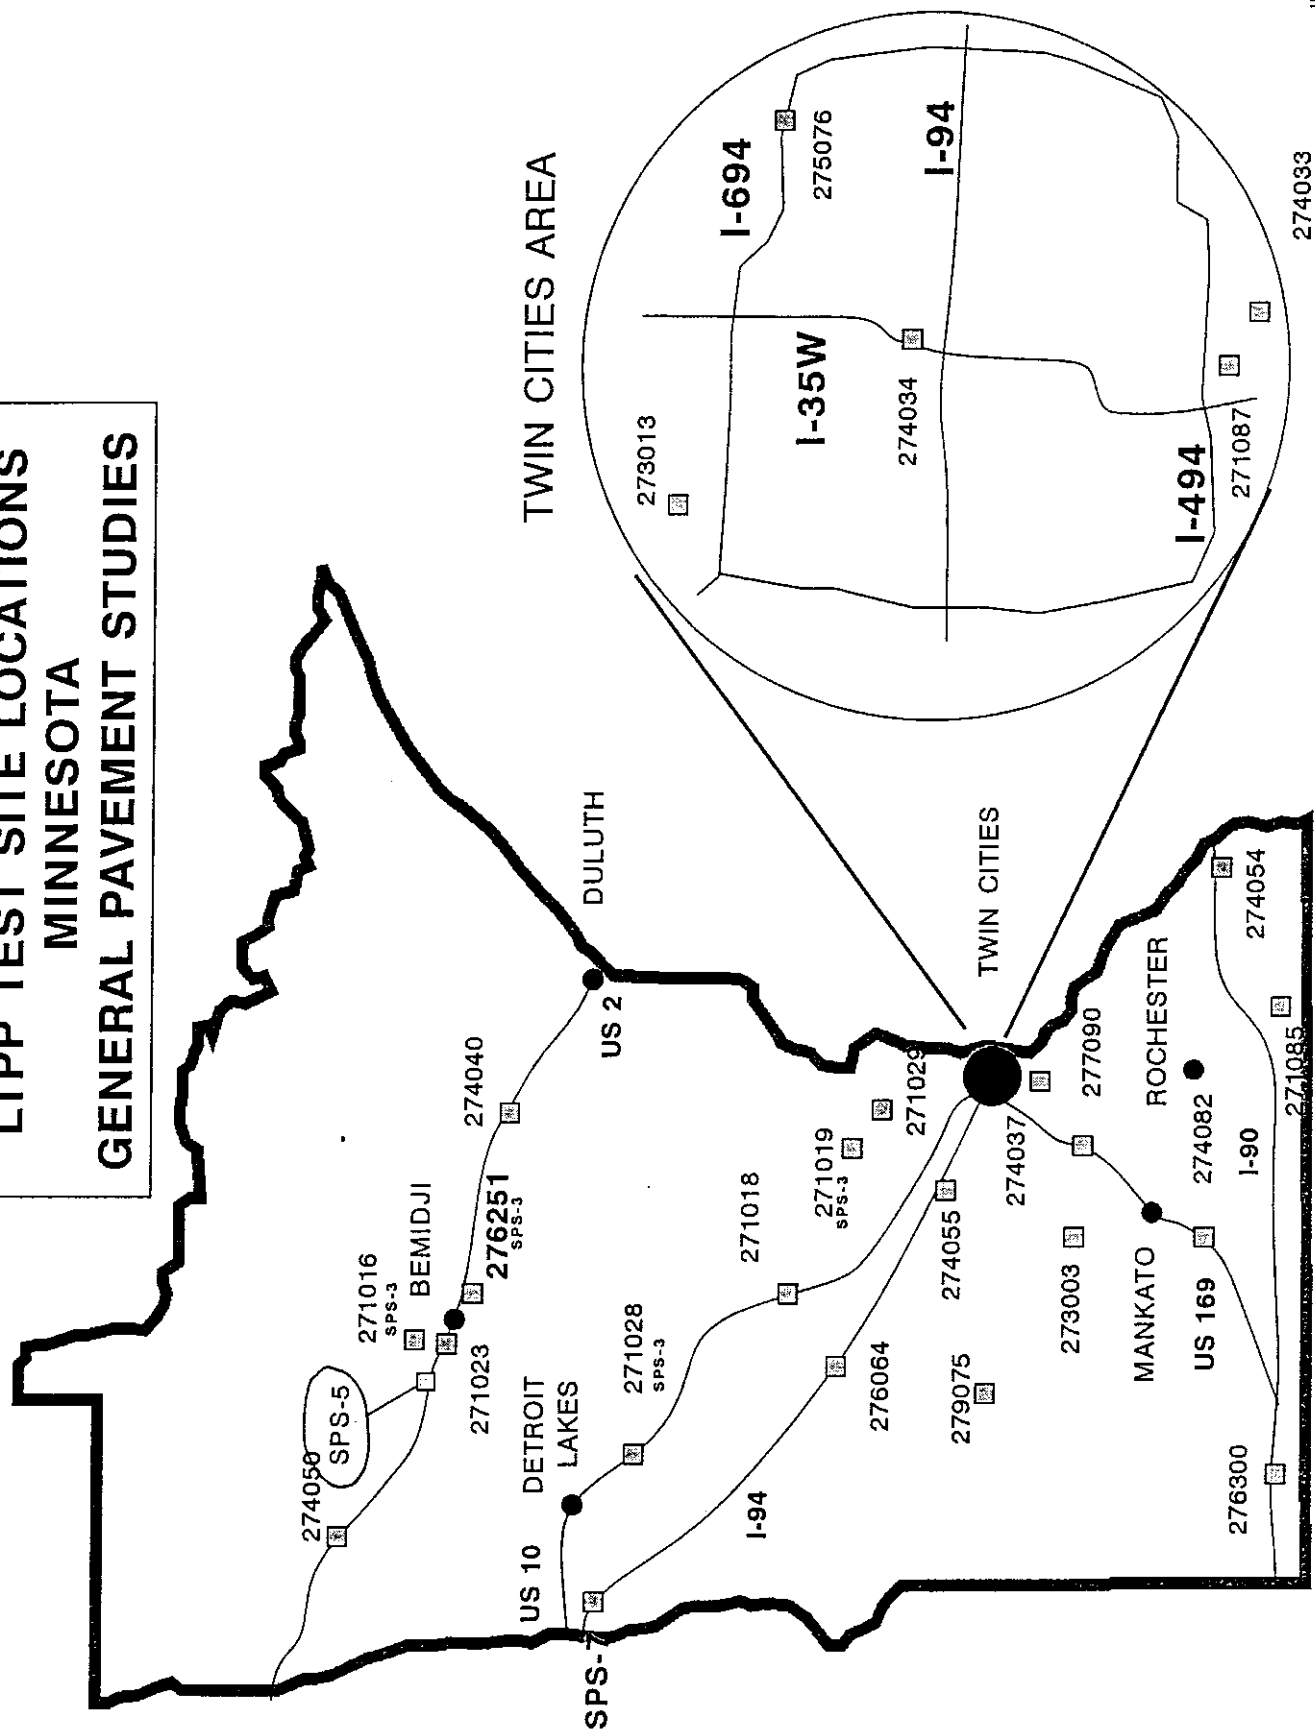 LTPP TEST SITE LOCATIONS
MINNESOTA
GENERAL PAVEMENT STUDIES
TWIN CITIES AREA
I-694
275076
273013
I-35W
I-94
274034
I-494
271087
274033
SPS-5
274050
271016
SPS-3
BEMIDJI
271023
276251
SPS-3
274040
DULUTH
US 2
US 10
DETROIT
LAKES
271028
SPS-3
SPS-
I-94
271018
271019
SPS-3
271029
TWIN CITIES
276064
274055
274037
277090
279075
273003
MANKATO
US 169
ROCHESTER
274082
I-90
274054
271085
276300